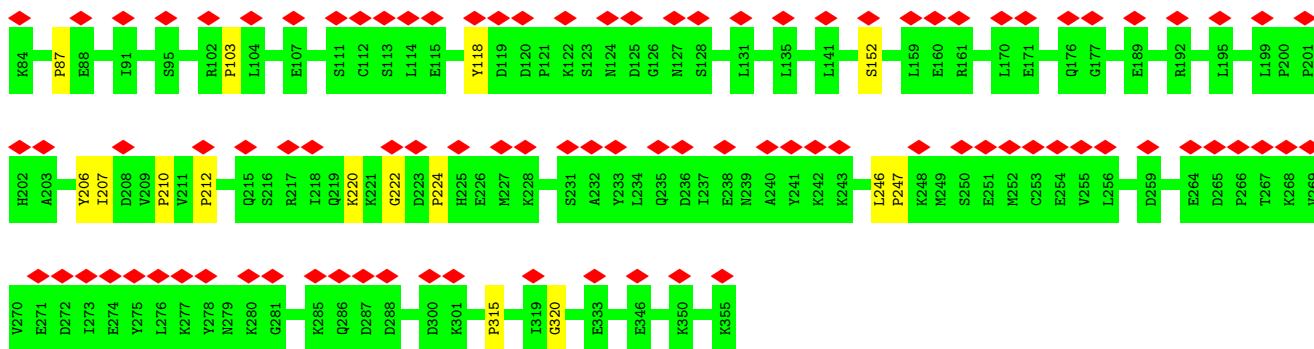 K84 P87 E88 I91 S95 R102 P103 L104 E107 S111 C112 S113 L114 E115 Y118 D119 D120 P121 K122 S123 N124 D125 G126 N127 S128 L131 L135 L141 S152 L159 E160 R161 L170 E171 Q176 G177 E189 R192 L195 L199 P200 P201
H202 A203 Y206 I207 D208 V209 P210 V211 P212 Q215 S216 R217 I218 Q219 K220 K221 G222 D223 P224 H225 E226 M227 K228 S231 A232 Y233 L234 Q235 D236 I237 E238 N239 A240 Y241 K242 K243 L246 P247 K248 M249 S250 E251 M252 C253 E254 V255 L256 D259 E264 D265 P266 T267 K268 V269
V270 E271 D272 I273 E274 Y275 L276 K277 Y278 N279 K280 G281 K285 Q286 D287 D288 D300 K301 P315 I319 G320 E333 E346 K350 K355